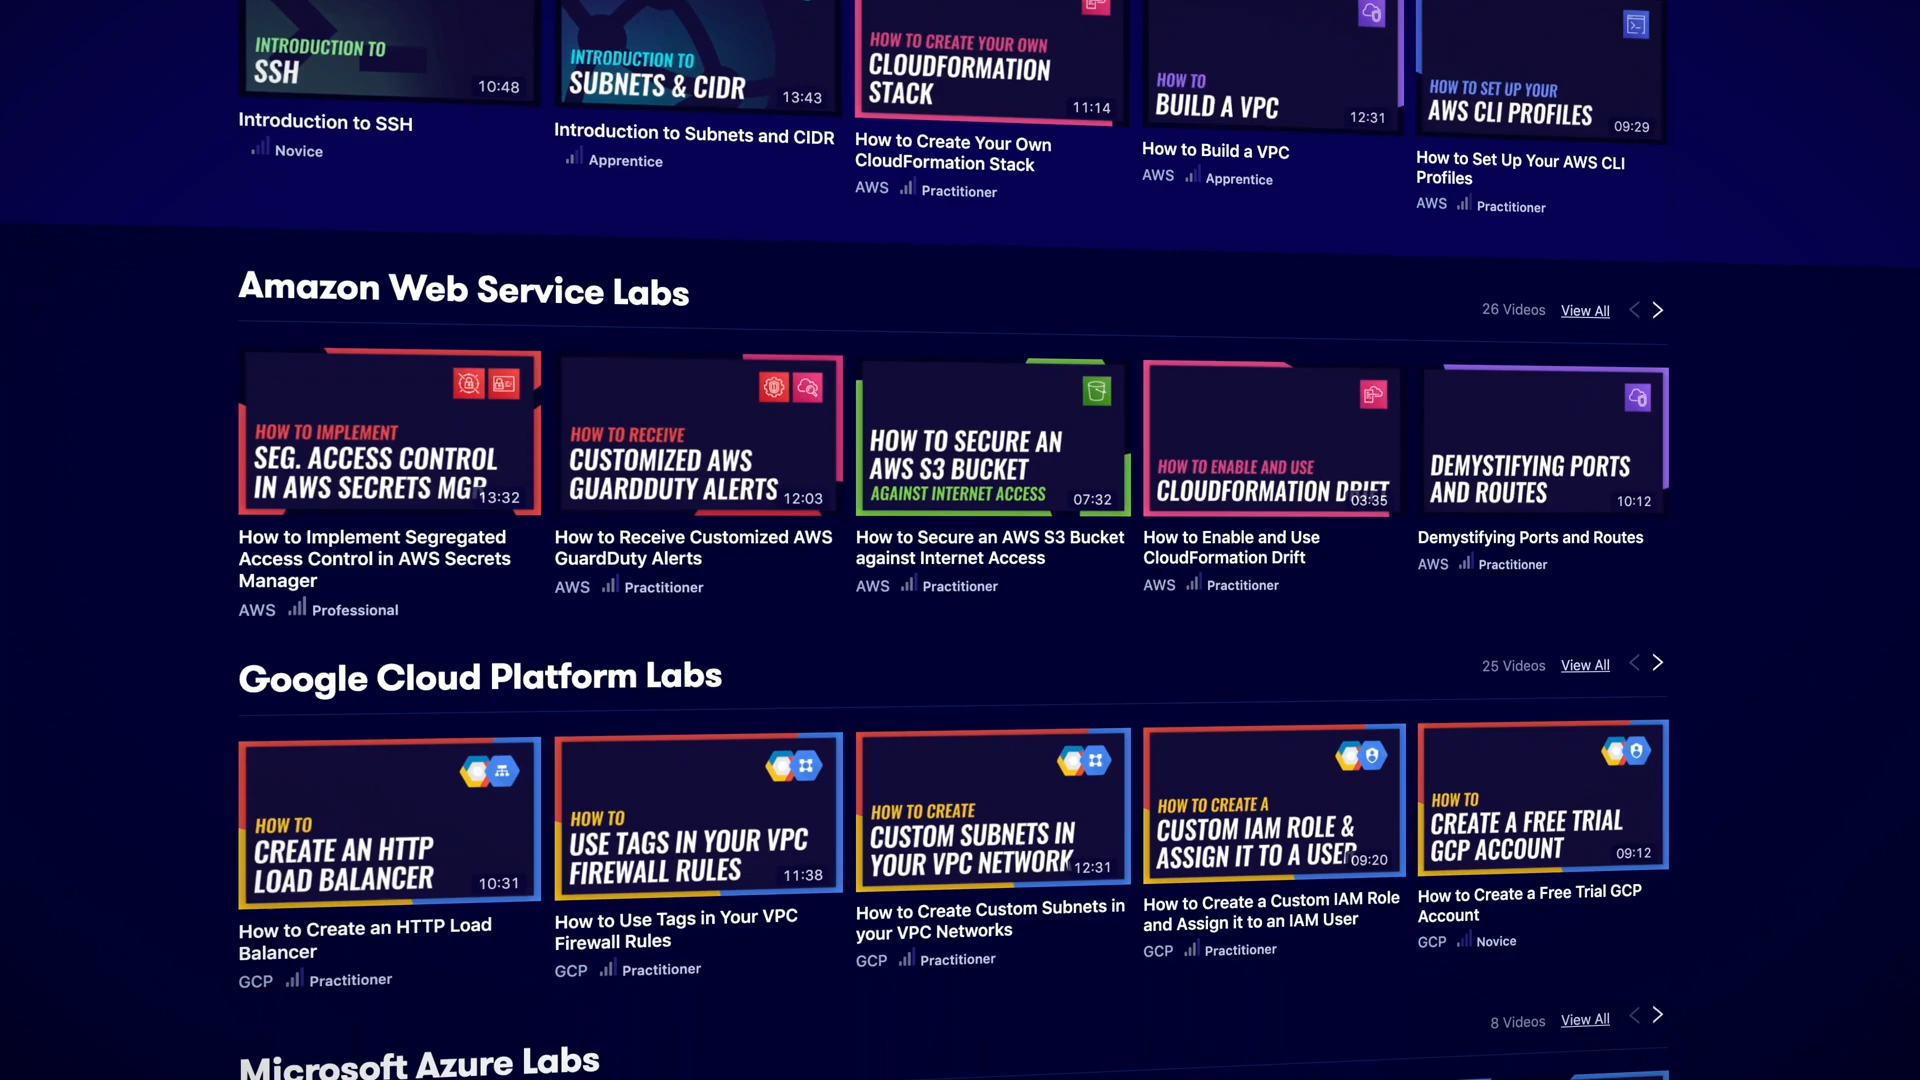 INTRODUCTION TO
SSH
10:48
Introduction to SSH
Novice
INTRODUCTION TO
SUBNETS & CIDR
13:43
Introduction to Subnets and CIDR
Apprentice
HOW TO CREATE YOUR OWN
CLOUDFORMATION
STACK
11:14
How to Create Your Own
CloudFormation Stack
AWS Practitioner
HOW TO
BUILD A VPC
12:31
How to Build a VPC
AWS Apprentice
HOW TO SET UP YOUR
AWS CLI PROFILES
09:29
How to Set Up Your AWS CLI
Profiles
AWS Practitioner
Amazon Web Service Labs
26 Videos View All
HOW TO IMPLEMENT
SEG. ACCESS CONTROL
IN AWS SECRETS MGR
13:32
How to Implement Segregated
Access Control in AWS Secrets
Manager
AWS Professional
HOW TO RECEIVE
CUSTOMIZED AWS
GUARDDUTY ALERTS
12:03
How to Receive Customized AWS
GuardDuty Alerts
AWS Practitioner
HOW TO SECURE AN
AWS S3 BUCKET
AGAINST INTERNET ACCESS
07:32
How to Secure an AWS S3 Bucket
against Internet Access
AWS Practitioner
HOW TO ENABLE AND USE
CLOUDFORMATION DRIFT
03:35
How to Enable and Use
CloudFormation Drift
AWS Practitioner
DEMYSTIFYING PORTS
AND ROUTES
10:12
Demystifying Ports and Routes
AWS Practitioner
Google Cloud Platform Labs
25 Videos View All
HOW TO
CREATE AN HTTP
LOAD BALANCER
10:31
How to Create an HTTP Load
Balancer
GCP Practitioner
HOW TO
USE TAGS IN YOUR VPC
FIREWALL RULES
11:38
How to Use Tags in Your VPC
Firewall Rules
GCP Practitioner
HOW TO CREATE
CUSTOM SUBNETS IN
YOUR VPC NETWORK
12:31
How to Create Custom Subnets in
your VPC Networks
GCP Practitioner
HOW TO CREATE A
CUSTOM IAM ROLE &
ASSIGN IT TO A USER
09:20
How to Create a Custom IAM Role
and Assign it to an IAM User
GCP Practitioner
HOW TO
CREATE A FREE TRIAL
GCP ACCOUNT
09:12
How to Create a Free Trial GCP
Account
GCP Novice
Microsoft Azure Labs
8 Videos View All